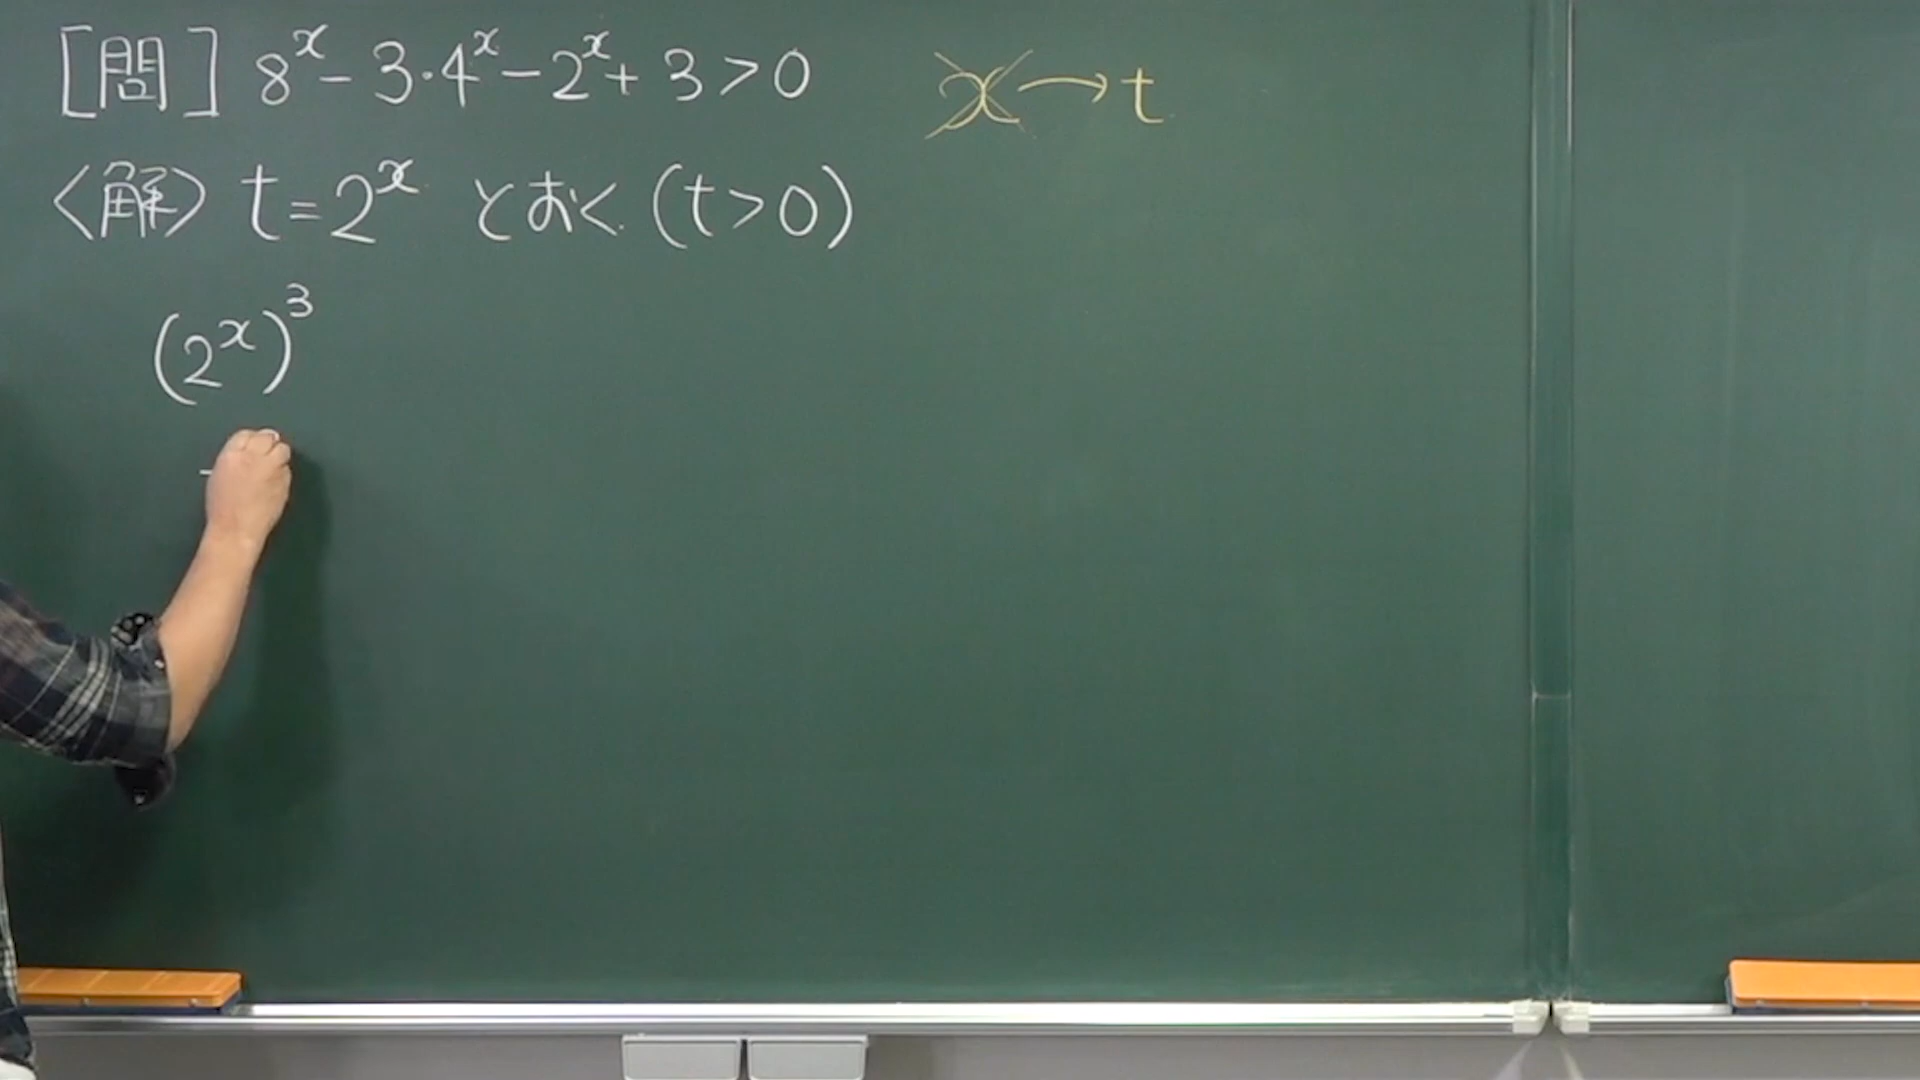 [問] 8^x - 3・4^x - 2^x + 3 > 0
x → t
〈解〉 t = 2^x とおく. (t > 0)
(2^x)^3